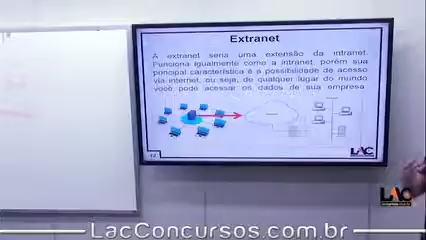 Extranet
A extranet seria uma extensão da intranet.
Funciona igualmente como a intranet, porém sua
principal característica é a possibilidade de acesso
via internet, ou seja, de qualquer lugar do mundo
você pode acessar os dados de sua empresa
LAC
LAC
LacConcursos.com.br